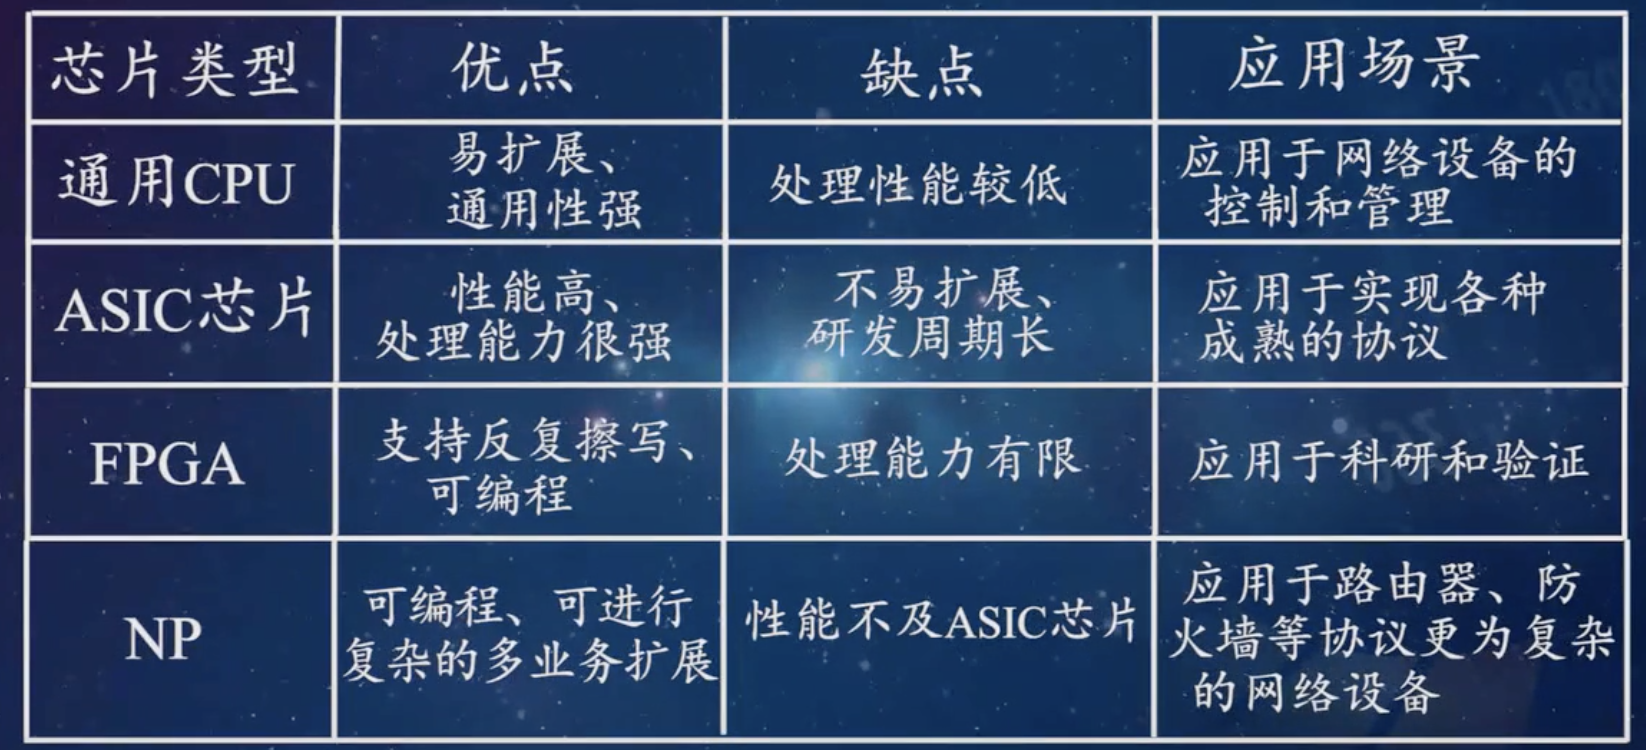 芯片类型
优点
缺点
应用场景
通用CPU
易扩展、
通用性强
处理性能较低
应用于网络设备的
控制和管理
ASIC芯片
性能高、
处理能力很强
不易扩展、
研发周期长
应用于实现各种
成熟的协议
FPGA
支持反复擦写、
可编程
处理能力有限
应用于科研和验证
NP
可编程、可进行
复杂的多业务扩展
性能不及ASIC芯片
应用于路由器、防
火墙等协议更为复杂
的网络设备